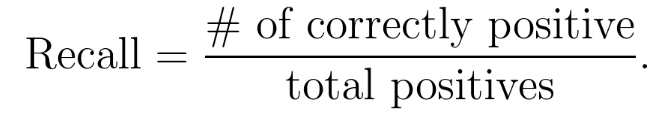 Recall = # of correctly positive / total positives.